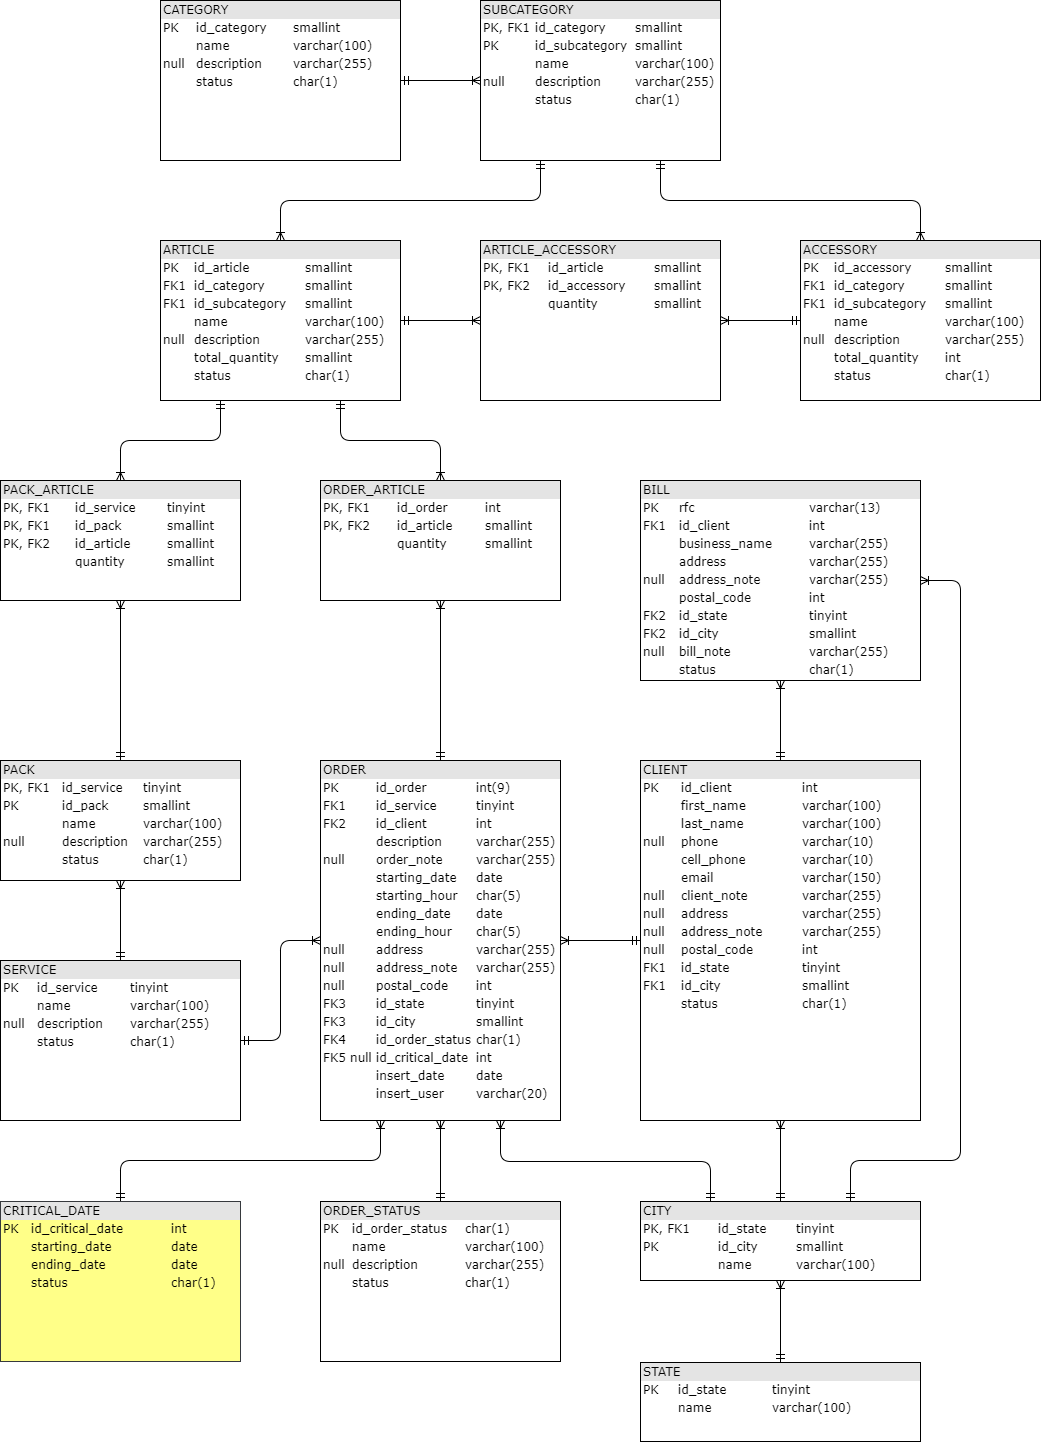 CATEGORY
PK id_category smallint
name varchar(100)
null description varchar(255)
status char(1)
SUBCATEGORY
PK, FK1 id_category smallint
PK id_subcategory smallint
name varchar(100)
null description varchar(255)
status char(1)
ARTICLE
PK id_article smallint
FK1 id_category smallint
FK1 id_subcategory smallint
name varchar(100)
null description varchar(255)
total_quantity smallint
status char(1)
ARTICLE_ACCESSORY
PK, FK1 id_article smallint
PK, FK2 id_accessory smallint
quantity smallint
ACCESSORY
PK id_accessory smallint
FK1 id_category smallint
FK1 id_subcategory smallint
name varchar(100)
null description varchar(255)
total_quantity int
status char(1)
PACK_ARTICLE
PK, FK1 id_service tinyint
PK, FK1 id_pack smallint
PK, FK2 id_article smallint
quantity smallint
ORDER_ARTICLE
PK, FK1 id_order int
PK, FK2 id_article smallint
quantity smallint
BILL
PK rfc varchar(13)
FK1 id_client int
business_name varchar(255)
address varchar(255)
null address_note varchar(255)
postal_code int
FK2 id_state tinyint
FK2 id_city smallint
null bill_note varchar(255)
status char(1)
PACK
PK, FK1 id_service tinyint
PK id_pack smallint
name varchar(100)
null description varchar(255)
status char(1)
ORDER
PK id_order int(9)
FK1 id_service tinyint
FK2 id_client int
description varchar(255)
null order_note varchar(255)
starting_date date
starting_hour char(5)
ending_date date
ending_hour char(5)
null address varchar(255)
null address_note varchar(255)
null postal_code int
FK3 id_state tinyint
FK3 id_city smallint
FK4 id_order_status char(1)
FK5 null id_critical_date int
insert_date date
insert_user varchar(20)
CLIENT
PK id_client int
first_name varchar(100)
last_name varchar(100)
null phone varchar(10)
cell_phone varchar(10)
email varchar(150)
null client_note varchar(255)
null address varchar(255)
null address_note varchar(255)
null postal_code int
FK1 id_state tinyint
FK1 id_city smallint
status char(1)
SERVICE
PK id_service tinyint
name varchar(100)
null description varchar(255)
status char(1)
CRITICAL_DATE
PK id_critical_date int
starting_date date
ending_date date
status char(1)
ORDER_STATUS
PK id_order_status char(1)
name varchar(100)
null description varchar(255)
status char(1)
CITY
PK, FK1 id_state tinyint
PK id_city smallint
name varchar(100)
STATE
PK id_state tinyint
name varchar(100)